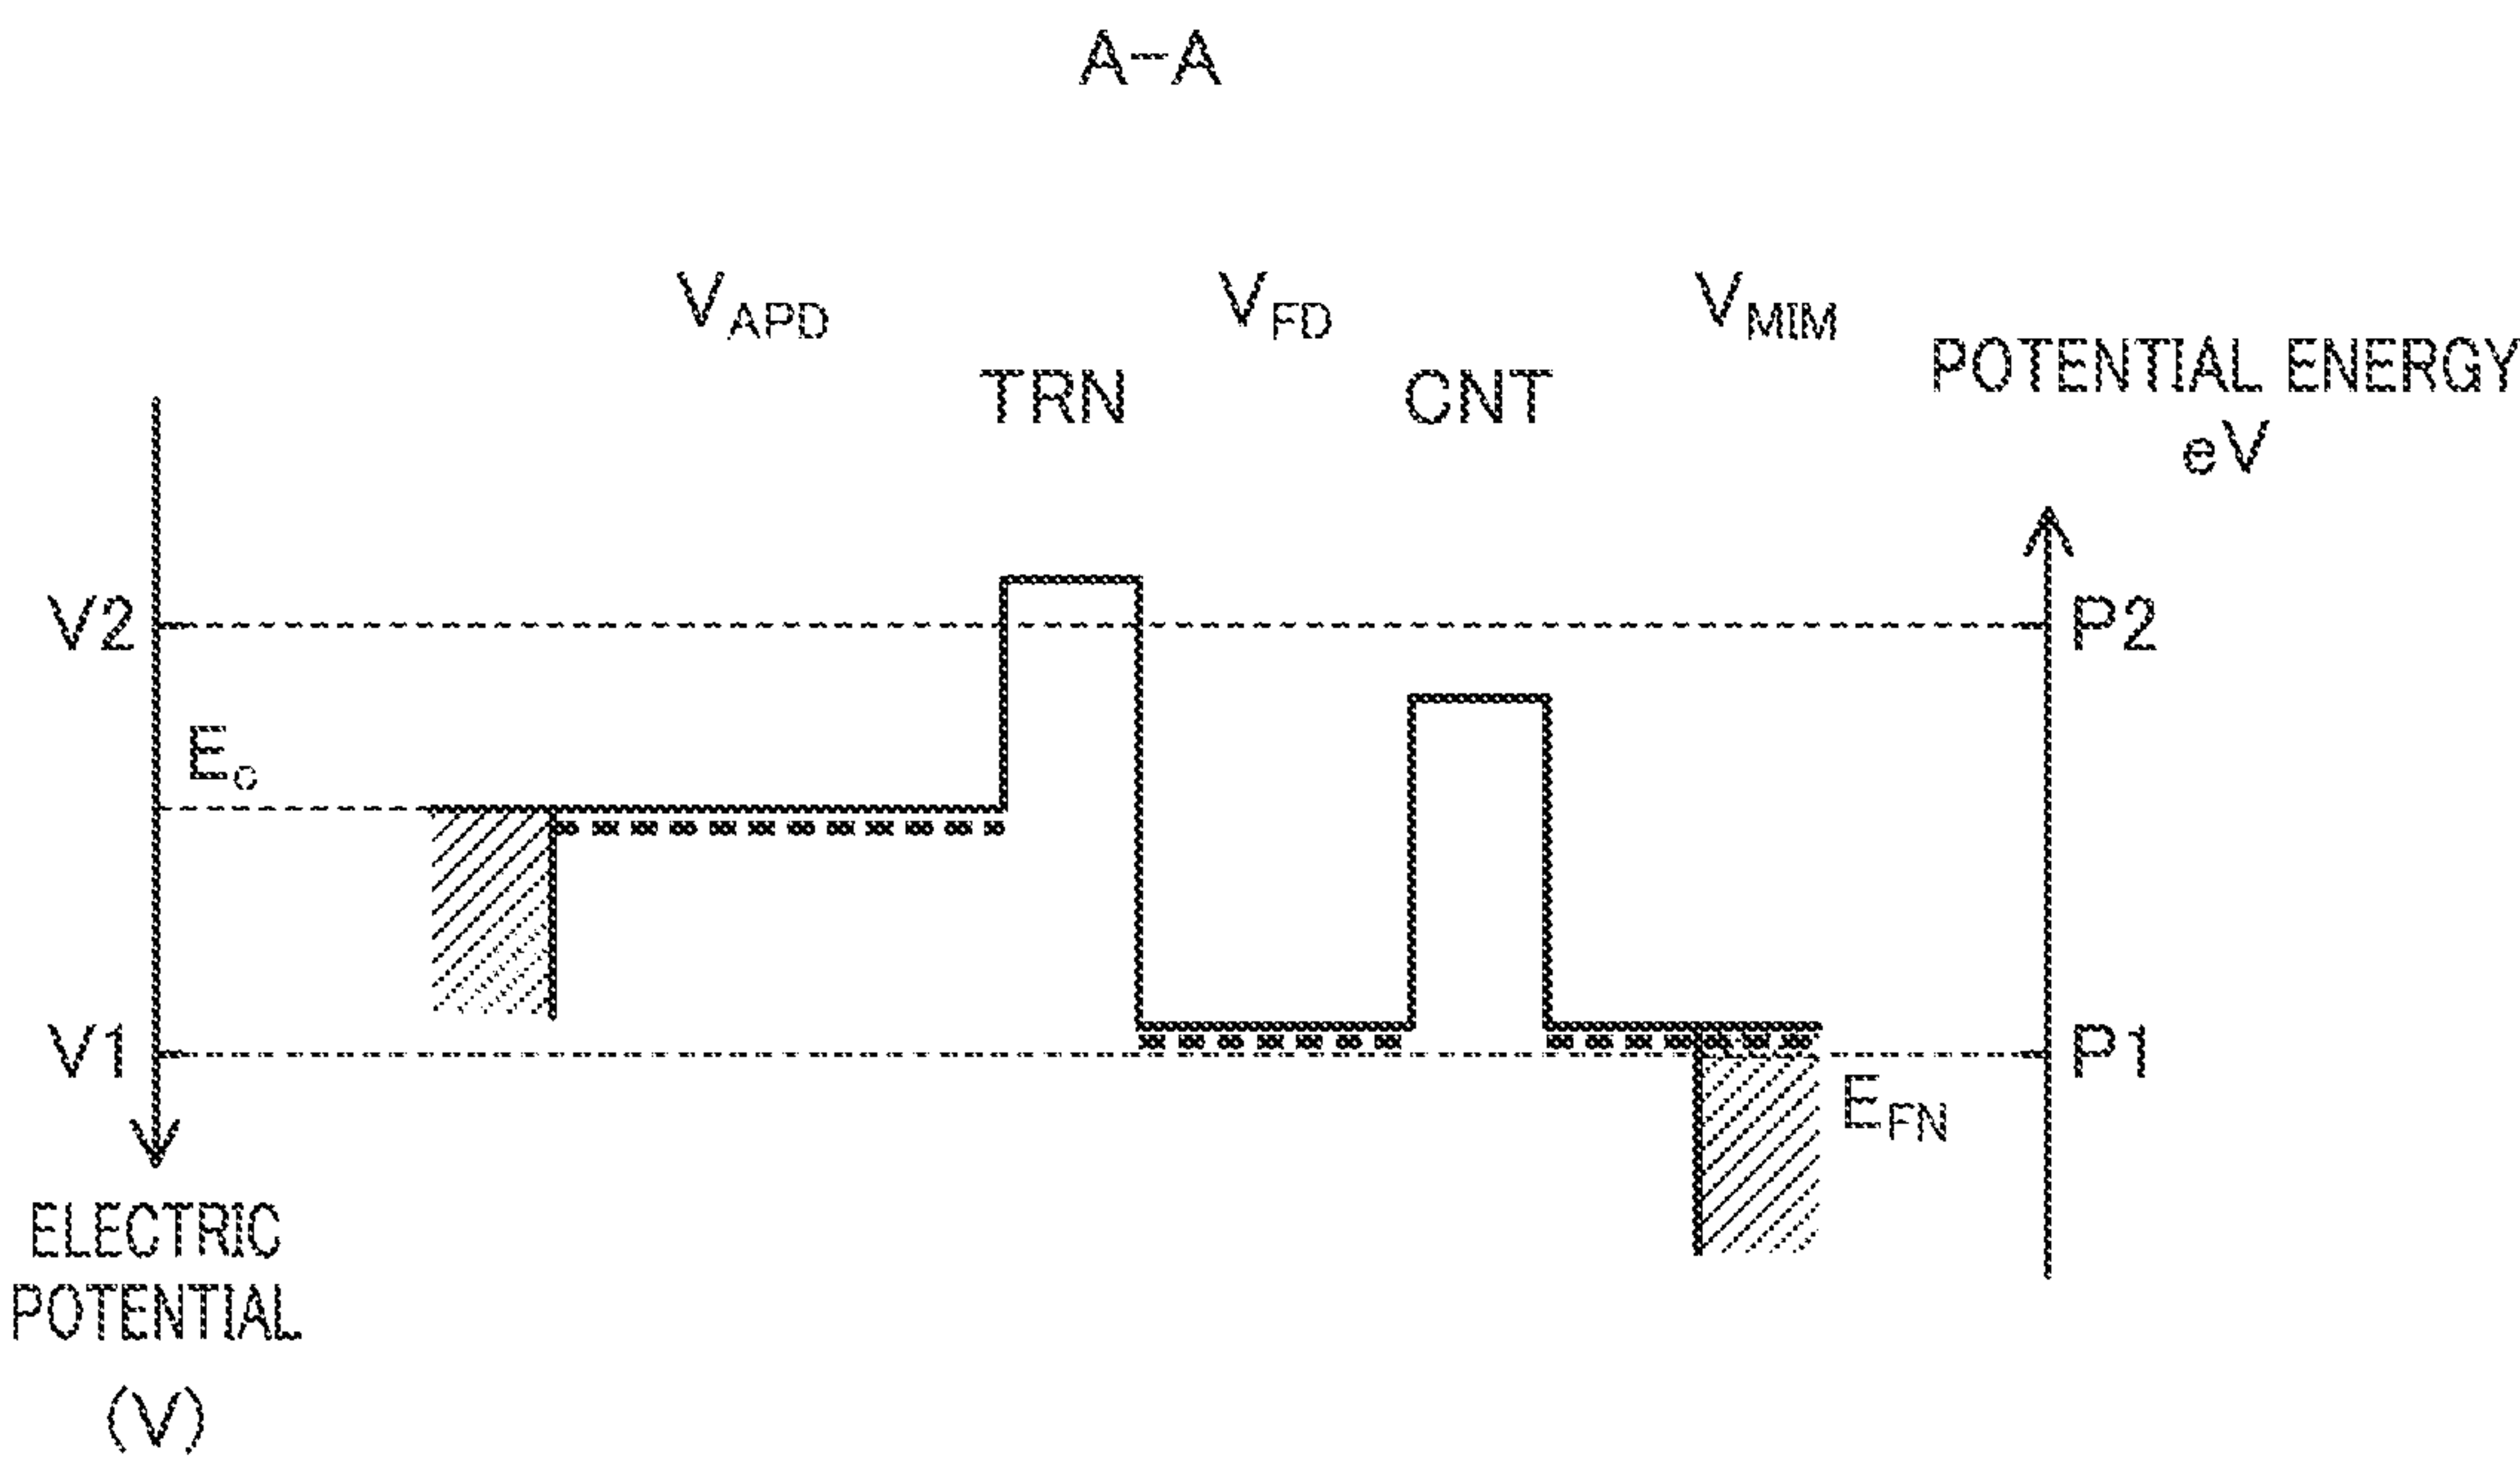 A-A
VAPD VFD VMIM
TRN CNT
POTENTIAL ENERGY
eV
V2 P2
Ec
V1 P1
EFN
ELECTRIC
POTENTIAL
(V)